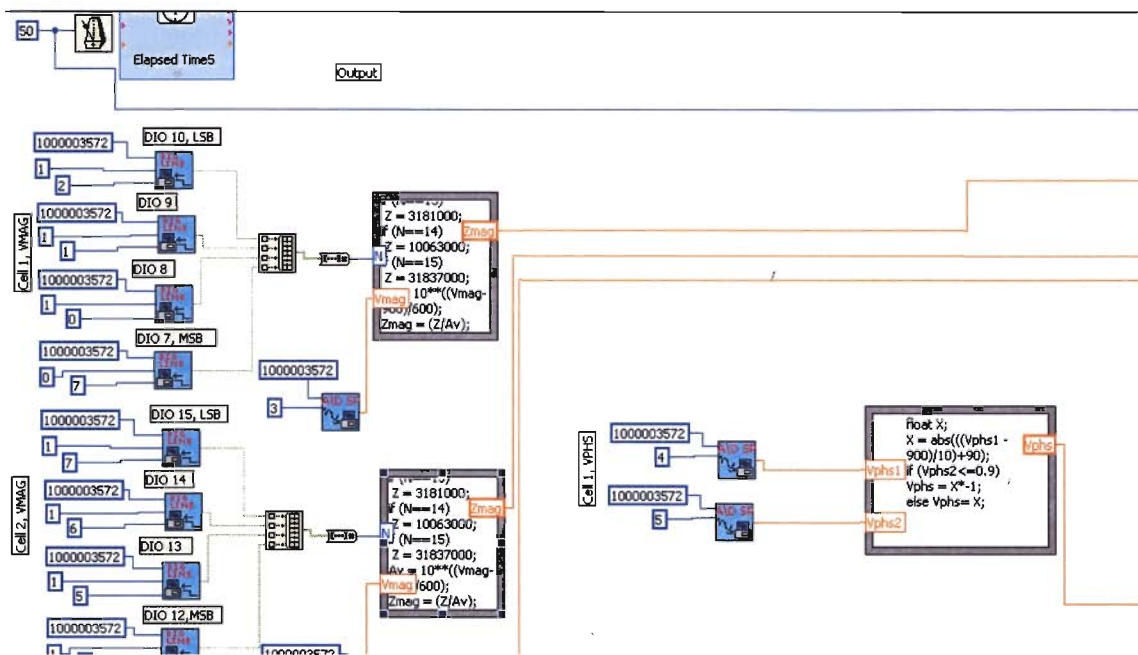 50
Elapsed Time5
Output
Cell 1, VMAG
DIO 10, LSB
1000003572
1
2
DIO 9
1000003572
1
1
DIO 8
1000003572
1
0
DIO 7, MSB
1000003572
0
7
Z = 3181000;
if (N==14)
Z = 10063000;
(N==15)
Z = 31837000;
10**((Vmag-
900)/600);
Zmag = (Z/Av);
N
Vmag
Zmag
1000003572
3
AID SA
Cell 2, VMAG
DIO 15, LSB
1000003572
1
7
DIO 14
1000003572
1
6
DIO 13
1000003572
1
5
DIO 12,MSB
1000003572
1
Z = 3181000;
if (N==14)
Z = 10063000;
(N==15)
Z = 31837000;
Av = 10**((Vmag-
/600);
Zmag = (Z/Av);
N
Vmag
Zmag
1000003572
Cell 1, VPHS
1000003572
4
1000003572
5
Vphs1
Vphs2
float X;
X = abs(((Vphs1 -
900)/10)+90);
if (Vphs2<=0.9)
Vphs = X*-1;
else Vphs= X;
Vphs